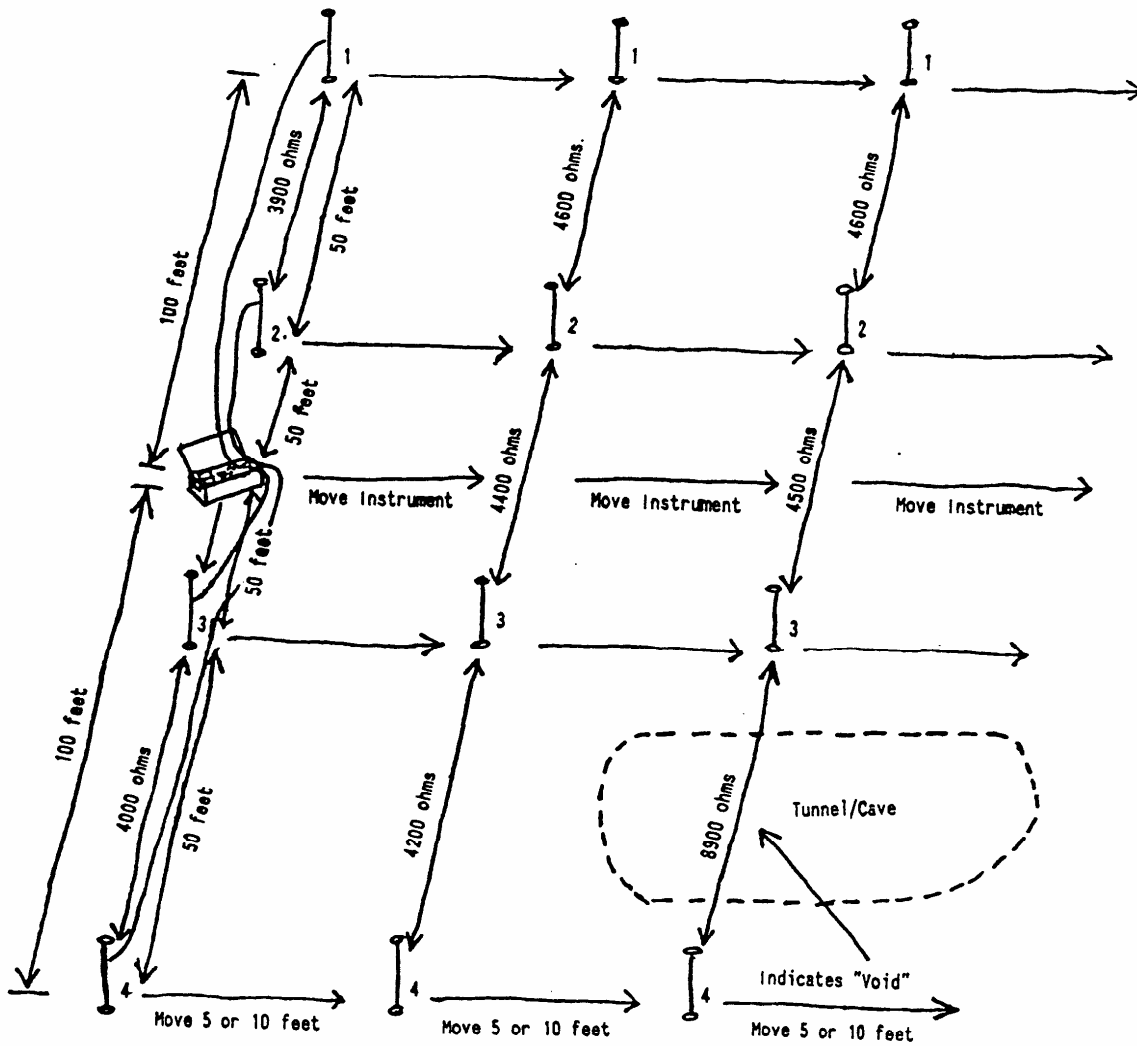 1
1
1
100 feet
3900 ohms
50 feet
4600 ohms.
4600 ohms
2.
2
2
50 feet
4400 ohms
4500 ohms
Move Instrument
Move Instrument
Move Instrument
50 feet
3
3
3
100 feet
4000 ohms
50 feet
4200 ohms
8900 ohms
Tunnel/Cave
Indicates "Void"
4
4
4
Move 5 or 10 feet
Move 5 or 10 feet
Move 5 or 10 feet